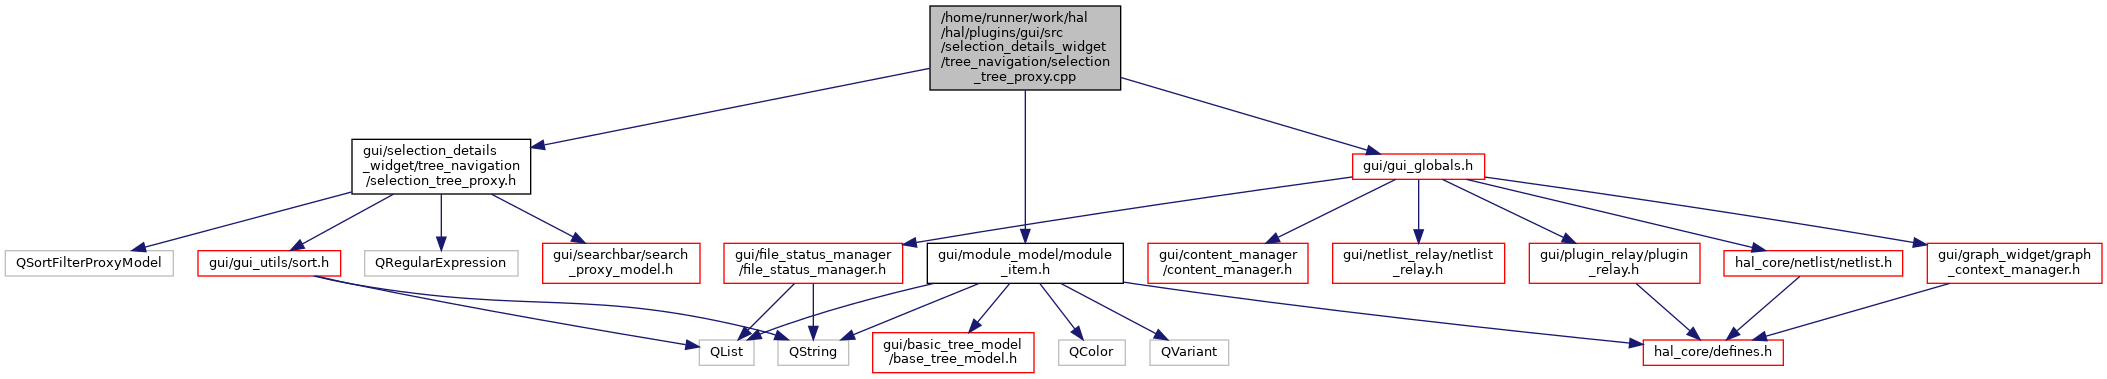 /home/runner/work/hal
/hal/plugins/gui/src
/selection_details_widget
/tree_navigation/selection
_tree_proxy.cpp
gui/selection_details
_widget/tree_navigation
/selection_tree_proxy.h
gui/gui_globals.h
QSortFilterProxyModel
gui/gui_utils/sort.h
QRegularExpression
gui/searchbar/search
_proxy_model.h
gui/file_status_manager
/file_status_manager.h
gui/module_model/module
_item.h
gui/content_manager
/content_manager.h
gui/netlist_relay/netlist
_relay.h
gui/plugin_relay/plugin
_relay.h
hal_core/netlist/netlist.h
gui/graph_widget/graph
_context_manager.h
QList
QString
gui/basic_tree_model
/base_tree_model.h
QColor
QVariant
hal_core/defines.h